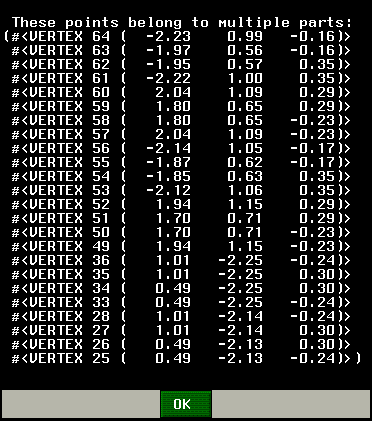 These points belong to multiple parts:
(#<VERTEX 64 ( -2.23 0.99 -0.16)>
#<VERTEX 63 ( -1.97 0.56 -0.16)>
#<VERTEX 62 ( -1.95 0.57 0.35)>
#<VERTEX 61 ( -2.22 1.00 0.35)>
#<VERTEX 60 ( 2.04 1.09 0.29)>
#<VERTEX 59 ( 1.80 0.65 0.29)>
#<VERTEX 58 ( 1.80 0.65 -0.23)>
#<VERTEX 57 ( 2.04 1.09 -0.23)>
#<VERTEX 56 ( -2.14 1.05 -0.17)>
#<VERTEX 55 ( -1.87 0.62 -0.17)>
#<VERTEX 54 ( -1.85 0.63 0.35)>
#<VERTEX 53 ( -2.12 1.06 0.35)>
#<VERTEX 52 ( 1.94 1.15 0.29)>
#<VERTEX 51 ( 1.70 0.71 0.29)>
#<VERTEX 50 ( 1.70 0.71 -0.23)>
#<VERTEX 49 ( 1.94 1.15 -0.23)>
#<VERTEX 36 ( 1.01 -2.25 -0.24)>
#<VERTEX 35 ( 1.01 -2.25 0.30)>
#<VERTEX 34 ( 0.49 -2.25 0.30)>
#<VERTEX 33 ( 0.49 -2.25 -0.24)>
#<VERTEX 28 ( 1.01 -2.14 -0.24)>
#<VERTEX 27 ( 1.01 -2.14 0.30)>
#<VERTEX 26 ( 0.49 -2.13 0.30)>
#<VERTEX 25 ( 0.49 -2.13 -0.24)>)
OK